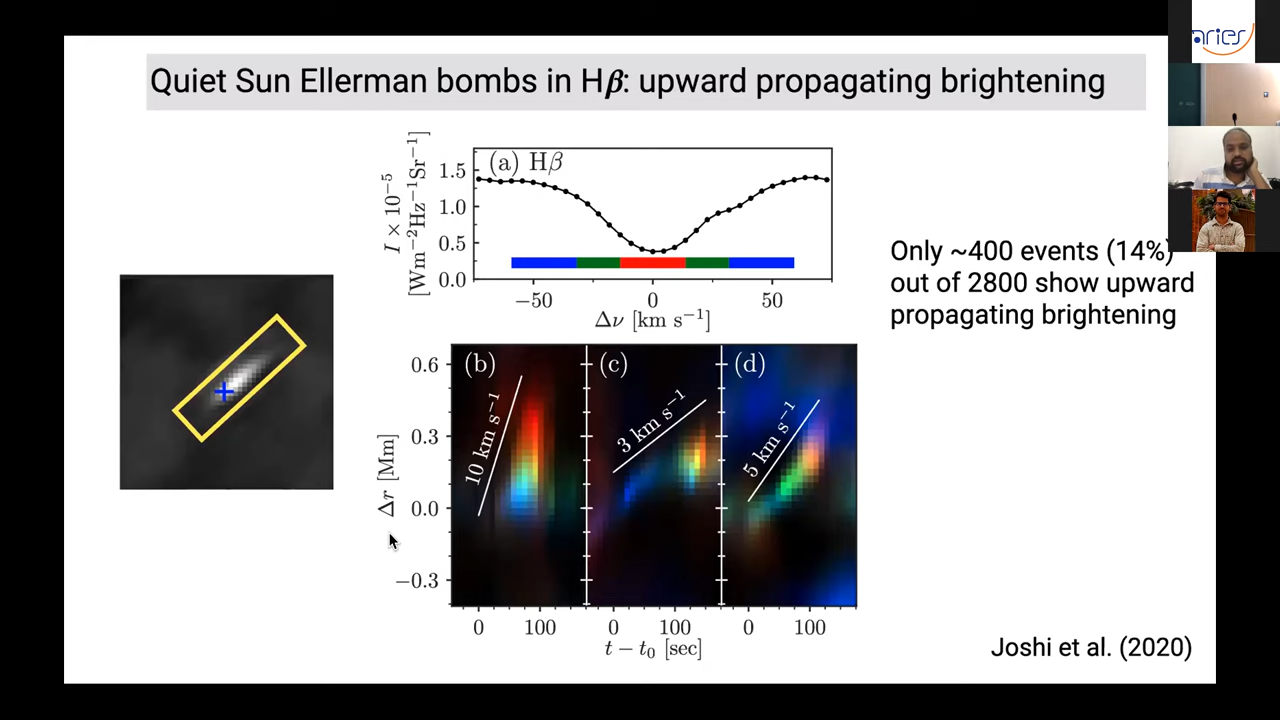 aries
Quiet Sun Ellerman bombs in Hβ: upward propagating brightening
(a) Hβ
I × 10⁻⁵
[Wm⁻²Hz⁻¹Sr⁻¹]
1.5
1.0
0.5
0.0
−50
0
50
Δν [km s⁻¹]
Only ~400 events (14%)
out of 2800 show upward
propagating brightening
(b)
(c)
(d)
10 km s⁻¹
3 km s⁻¹
5 km s⁻¹
Δr [Mm]
0.6
0.3
0.0
−0.3
0
100
0
100
0
100
t − t₀ [sec]
Joshi et al. (2020)